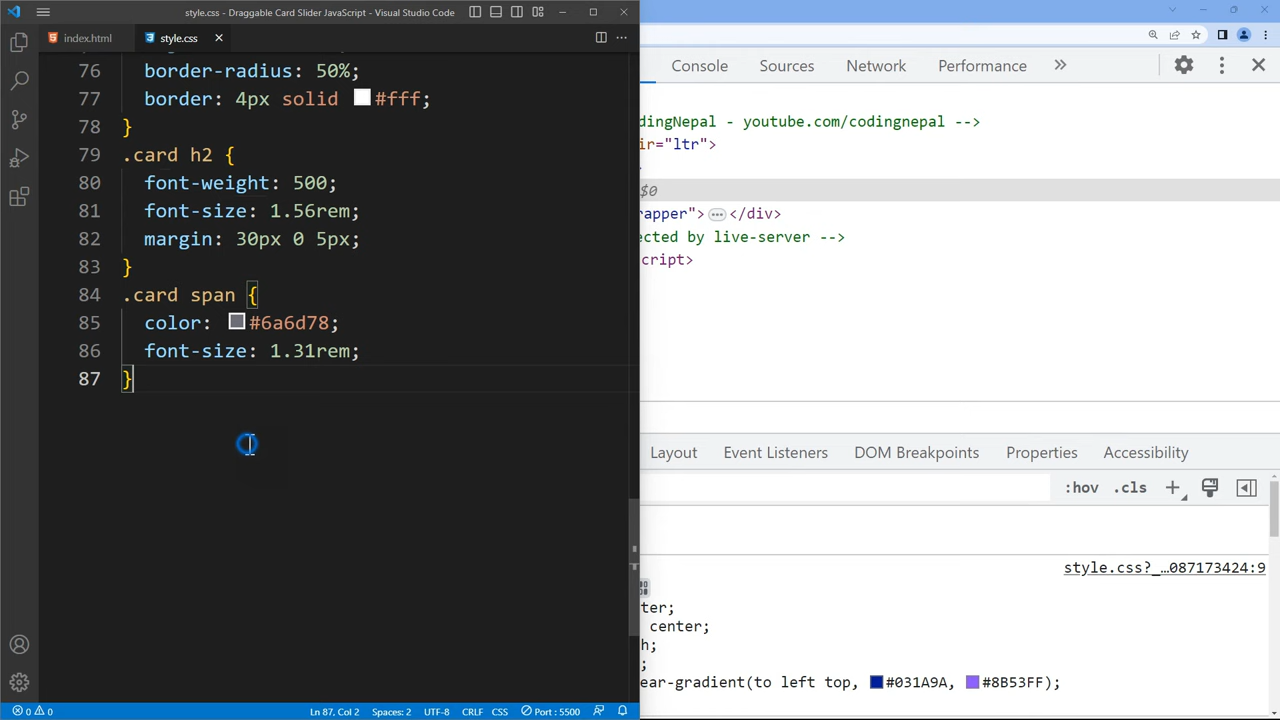 style.css - Draggable Card Slider JavaScript - Visual Studio Code
index.html
style.css
76 border-radius: 50%;
77 border: 4px solid #fff;
78 }
79 .card h2 {
80 font-weight: 500;
81 font-size: 1.56rem;
82 margin: 30px 0 5px;
83 }
84 .card span {
85 color: #6a6d78;
86 font-size: 1.31rem;
87 }
0 0
Ln 87, Col 2
Spaces: 2
UTF-8
CRLF
CSS
Port : 5500
Console
Sources
Network
Performance
dingNepal - youtube.com/codingnepal -->
ir="ltr">
$0
rapper"> ... </div>
ected by live-server -->
cript>
Layout
Event Listeners
DOM Breakpoints
Properties
Accessibility
:hov
.cls
style.css?_…087173424:9
ter;
center;
h;
;
ear-gradient(to left top, #031A9A, #8B53FF);